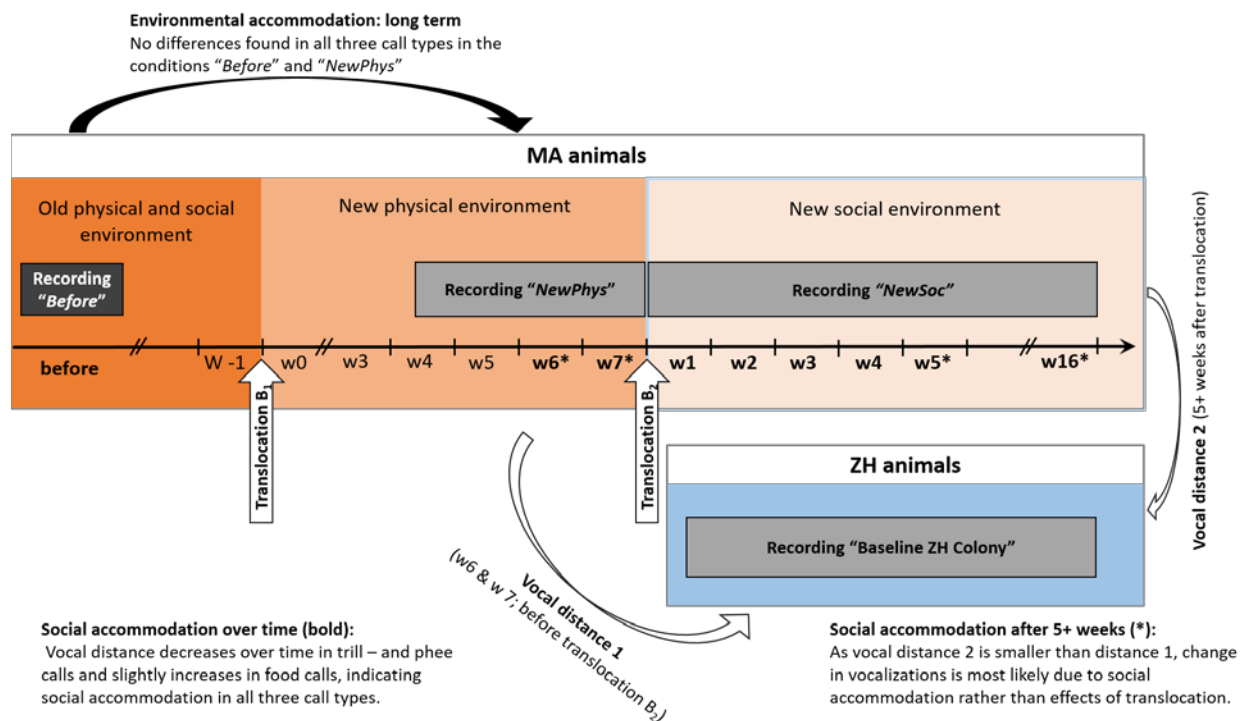 Environmental accommodation: long term
No differences found in all three call types in the
conditions "Before" and "NewPhys"
MA animals
Old physical and social
environment
New physical environment
New social environment
Recording
"Before"
Recording "NewPhys"
Recording "NewSoc"
before
W -1
w0
w3
w4
w5
w6*
w7*
w1
w2
w3
w4
w5*
w16*
Translocation B₁
Translocation B₂
Vocal distance 2 (5+ weeks after translocation)
ZH animals
Recording "Baseline ZH Colony"
Vocal distance 1
(w6 & w 7; before translocation B₂)
Social accommodation over time (bold):
Vocal distance decreases over time in trill – and phee
calls and slightly increases in food calls, indicating
social accommodation in all three call types.
Social accommodation after 5+ weeks (*):
As vocal distance 2 is smaller than distance 1, change
in vocalizations is most likely due to social
accommodation rather than effects of translocation.